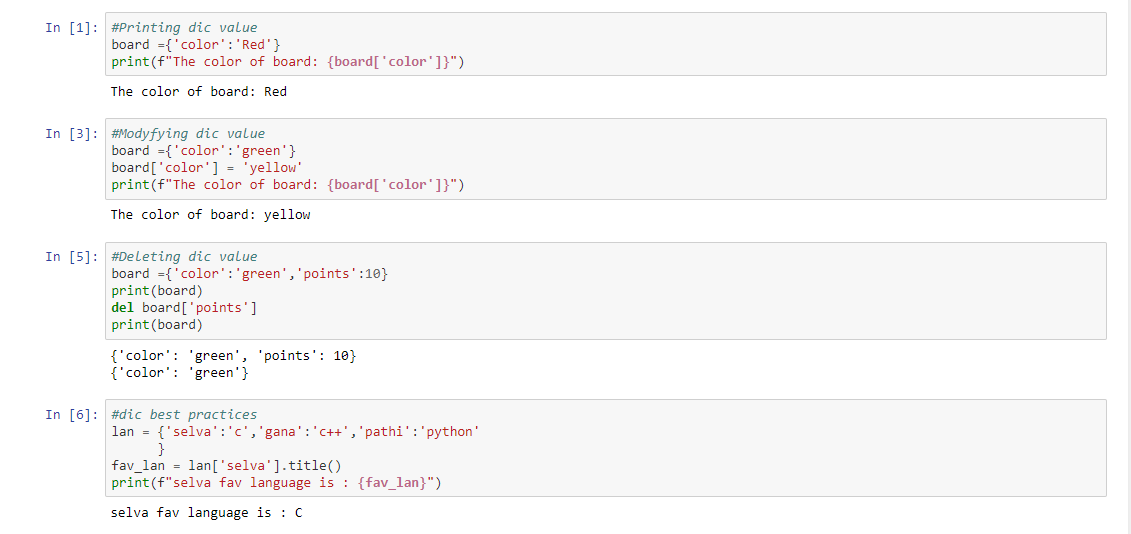 In [1]: #Printing dic value
board ={'color':'Red'}
print(f"The color of board: {board['color']}")
The color of board: Red
In [3]: #Modyfying dic value
board ={'color':'green'}
board['color'] = 'yellow'
print(f"The color of board: {board['color']}")
The color of board: yellow
In [5]: #Deleting dic value
board ={'color':'green','points':10}
print(board)
del board['points']
print(board)
{'color': 'green', 'points': 10}
{'color': 'green'}
In [6]: #dic best practices
lan = {'selva':'c','gana':'c++','pathi':'python'
}
fav_lan = lan['selva'].title()
print(f"selva fav language is : {fav_lan}")
selva fav language is : C